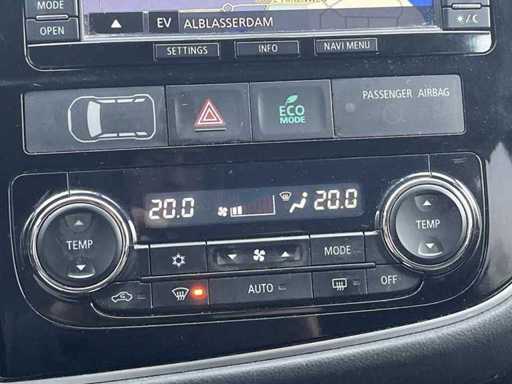 MODE
OPEN
EV ALBLASSERDAM
SETTINGS INFO NAVI MENU
ECO
MODE
PASSENGER AIRBAG
20.0 20.0
TEMP TEMP
MODE
AUTO OFF